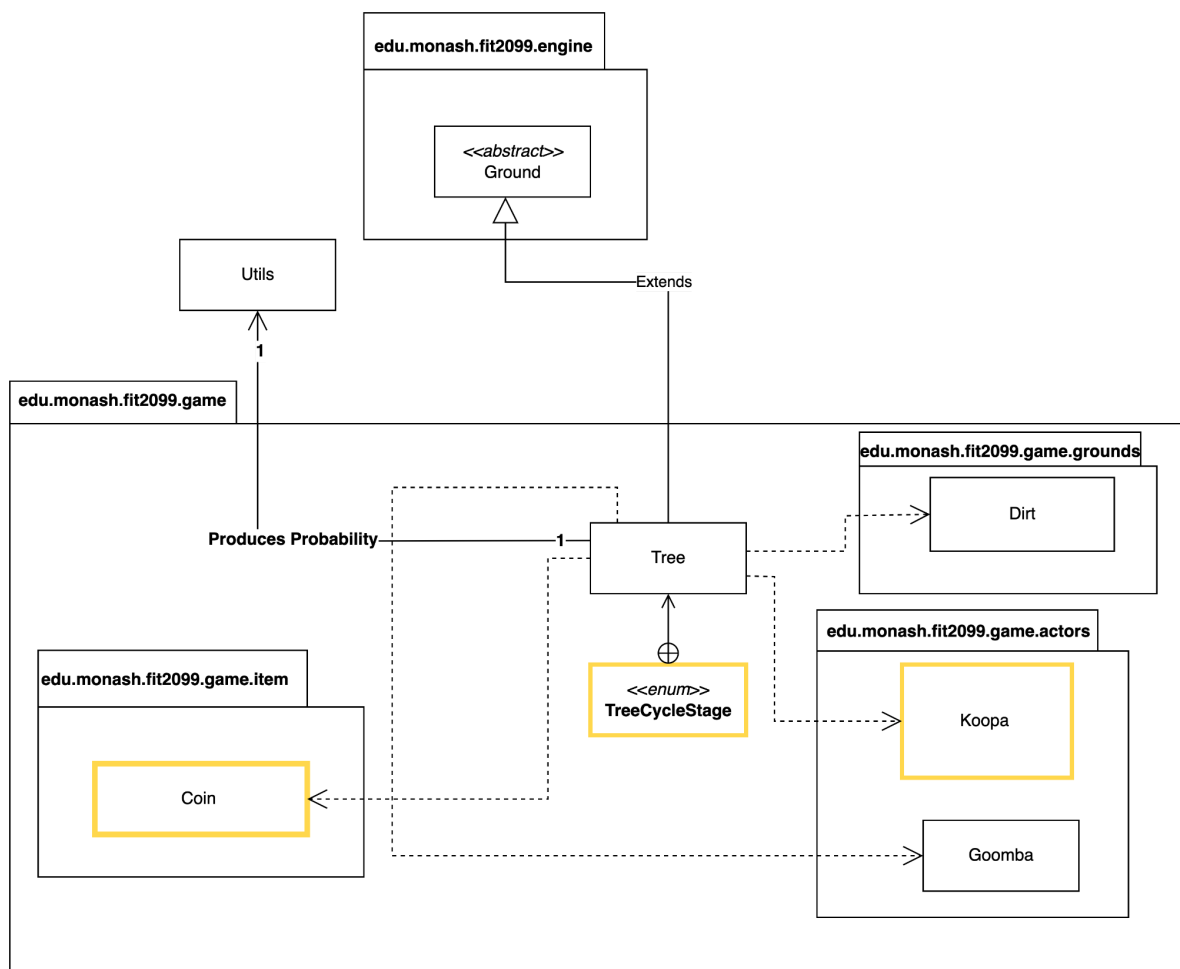 edu.monash.fit2099.engine
<<abstract>>
Ground
Utils
Extends
1
edu.monash.fit2099.game
edu.monash.fit2099.game.grounds
Dirt
Produces Probability
1
Tree
edu.monash.fit2099.game.actors
edu.monash.fit2099.game.item
<<enum>>
TreeCycleStage
Koopa
Coin
Goomba